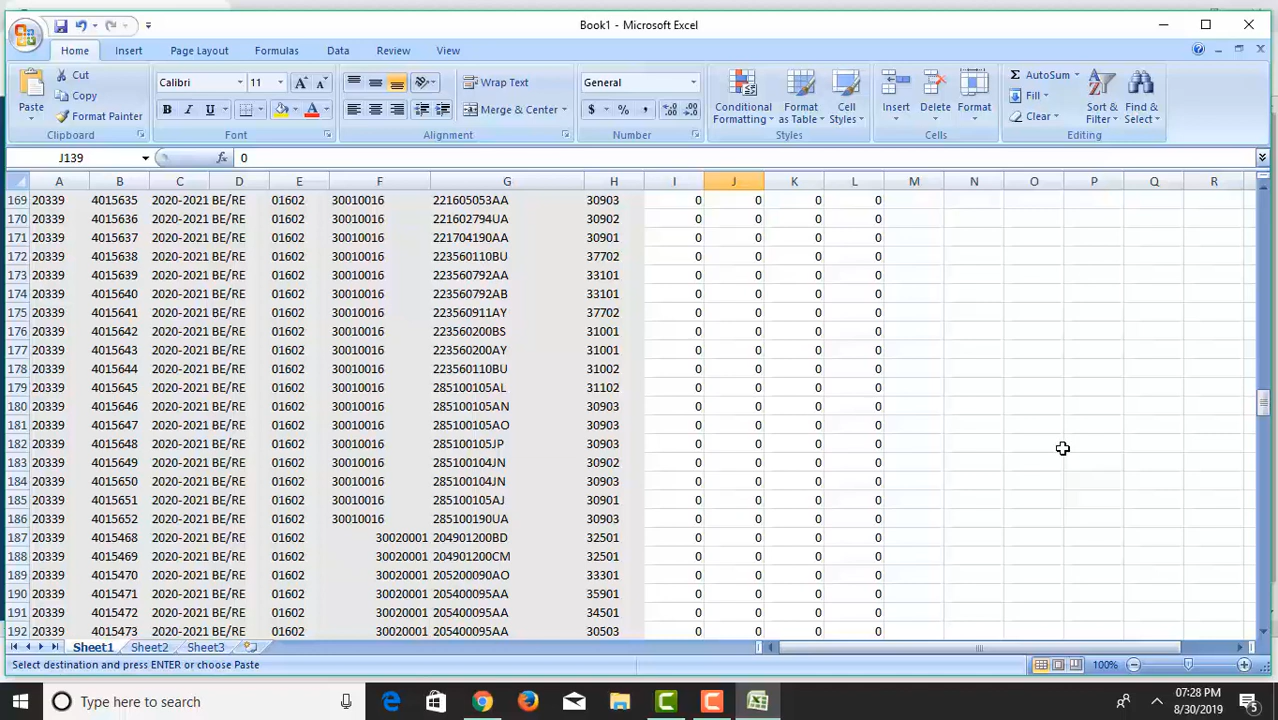 Book1 - Microsoft Excel
Home Insert Page Layout Formulas Data Review View
Paste Cut Copy Format Painter Clipboard
Calibri 11 A A B I U A Font
Wrap Text Merge & Center Alignment
General $ % , Number
Conditional Formatting Format as Table Cell Styles Styles
Insert Delete Format Cells
Σ AutoSum Fill Clear Sort & Filter Find & Select Editing
J139 fx 0
A B C D E F G H I J K L M N O P Q R
169 20339 4015635 2020-2021 BE/RE 01602 30010016 221605053AA 30903 0 0 0 0
170 20339 4015636 2020-2021 BE/RE 01602 30010016 221602794UA 30902 0 0 0 0
171 20339 4015637 2020-2021 BE/RE 01602 30010016 221704190AA 30901 0 0 0 0
172 20339 4015638 2020-2021 BE/RE 01602 30010016 223560110BU 37702 0 0 0 0
173 20339 4015639 2020-2021 BE/RE 01602 30010016 223560792AA 33101 0 0 0 0
174 20339 4015640 2020-2021 BE/RE 01602 30010016 223560792AB 33101 0 0 0 0
175 20339 4015641 2020-2021 BE/RE 01602 30010016 223560911AY 37702 0 0 0 0
176 20339 4015642 2020-2021 BE/RE 01602 30010016 223560200BS 31001 0 0 0 0
177 20339 4015643 2020-2021 BE/RE 01602 30010016 223560200AY 31001 0 0 0 0
178 20339 4015644 2020-2021 BE/RE 01602 30010016 223560110BU 31002 0 0 0 0
179 20339 4015645 2020-2021 BE/RE 01602 30010016 285100105AL 31102 0 0 0 0
180 20339 4015646 2020-2021 BE/RE 01602 30010016 285100105AN 30903 0 0 0 0
181 20339 4015647 2020-2021 BE/RE 01602 30010016 285100105AO 30903 0 0 0 0
182 20339 4015648 2020-2021 BE/RE 01602 30010016 285100105JP 30903 0 0 0 0
183 20339 4015649 2020-2021 BE/RE 01602 30010016 285100104JN 30902 0 0 0 0
184 20339 4015650 2020-2021 BE/RE 01602 30010016 285100104JN 30901 0 0 0 0
185 20339 4015651 2020-2021 BE/RE 01602 30010016 285100105AJ 30901 0 0 0 0
186 20339 4015652 2020-2021 BE/RE 01602 30010016 285100190UA 30903 0 0 0 0
187 20339 4015468 2020-2021 BE/RE 01602 30020001 204901200BD 32501 0 0 0 0
188 20339 4015469 2020-2021 BE/RE 01602 30020001 204901200CM 32501 0 0 0 0
189 20339 4015470 2020-2021 BE/RE 01602 30020001 205200090AO 33301 0 0 0 0
190 20339 4015471 2020-2021 BE/RE 01602 30020001 205400095AA 35901 0 0 0 0
191 20339 4015472 2020-2021 BE/RE 01602 30020001 205400095AA 34501 0 0 0 0
192 20339 4015473 2020-2021 BE/RE 01602 30020001 205400095AA 30503 0 0 0 0
Sheet1 Sheet2 Sheet3
Select destination and press ENTER or choose Paste 100%
Type here to search 07:28 PM
8/30/2019 5